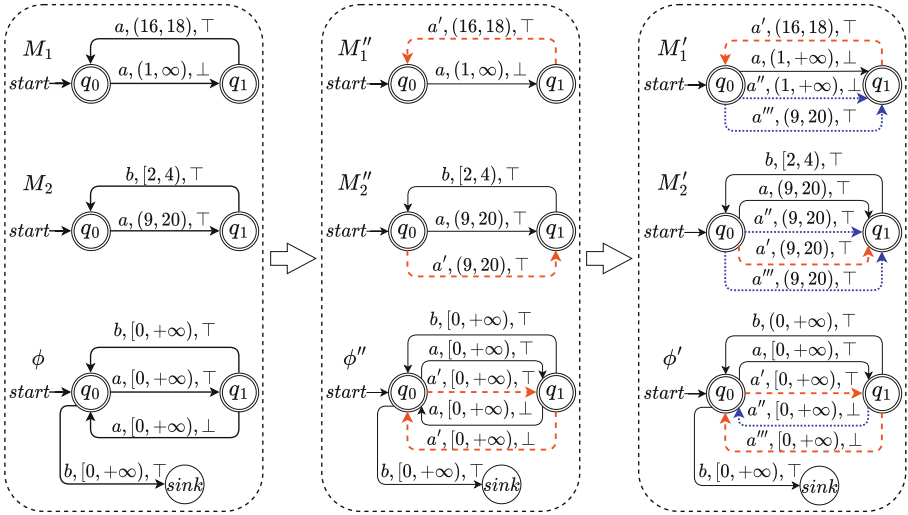 M₁
a, (16, 18), ⊤
start
q₀
a, (1, ∞), ⊥
q₁
M₂
b, [2, 4), ⊤
start
q₀
a, (9, 20), ⊤
q₁
ϕ
b, [0, +∞), ⊤
start
q₀
a, [0, +∞), ⊤
q₁
a, [0, +∞), ⊥
b, [0, +∞), ⊤
sink
M₁′′
a′, (16, 18), ⊤
start
q₀
a, (1, ∞), ⊥
q₁
M₂′′
b, [2, 4), ⊤
start
q₀
a, (9, 20), ⊤
q₁
a′, (9, 20), ⊤
ϕ′′
b, [0, +∞), ⊤
a, [0, +∞), ⊤
start
q₀
a′, [0, +∞), ⊤
q₁
a, [0, +∞), ⊥
a′, [0, +∞), ⊥
b, [0, +∞), ⊤
sink
M₁′
a′, (16, 18), ⊤
a, (1, +∞), ⊥
start
q₀
a′′, (1, +∞), ⊥
q₁
a′′′, (9, 20), ⊤
M₂′
b, [2, 4), ⊤
a, (9, 20), ⊤
start
q₀
a′′, (9, 20), ⊤
q₁
a′, (9, 20), ⊤
a′′′, (9, 20), ⊤
ϕ′
b, (0, +∞), ⊤
a, [0, +∞), ⊤
start
q₀
a′, [0, +∞), ⊤
q₁
a′′, [0, +∞), ⊥
a′′′, [0, +∞), ⊥
b, [0, +∞), ⊤
sink